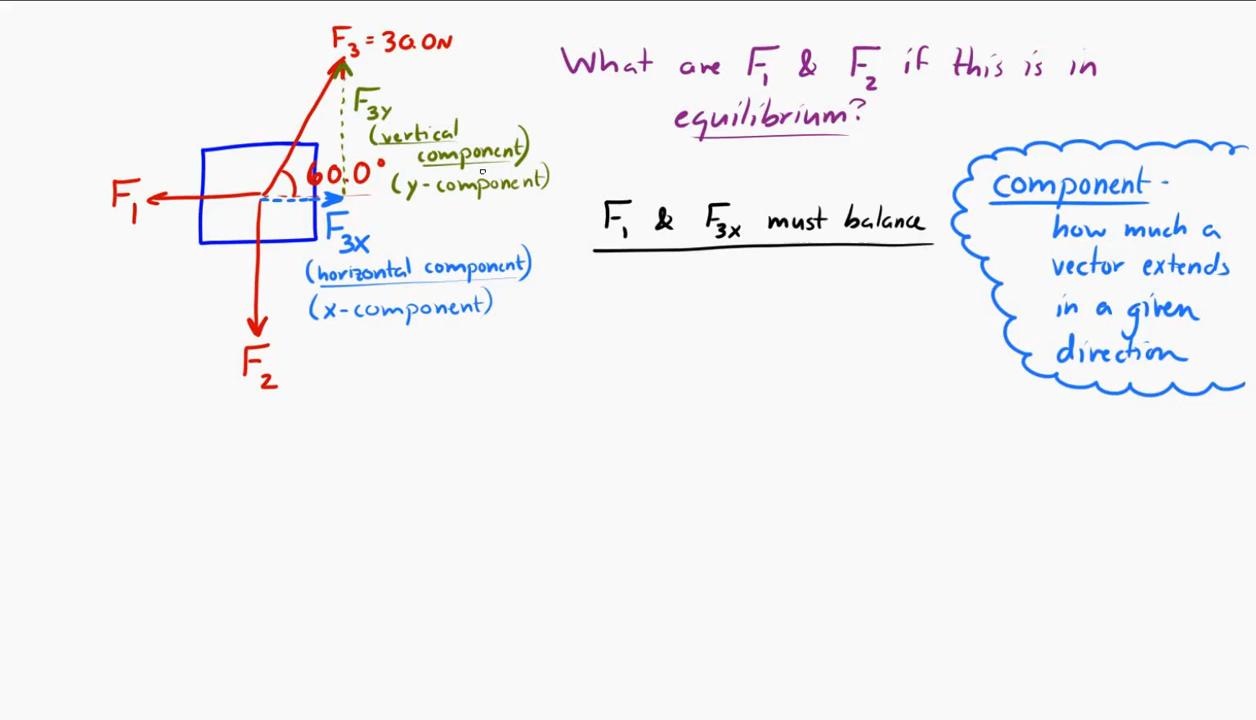 F3 = 30.0N
F3Y
(vertical
component)
(y-component)
60.0°
F1
F3X
(horizontal component)
(x-component)
F2
What are F1 & F2 if this is in
equilibrium?
F1 & F3X must balance
component -
how much a
vector extends
in a given
direction